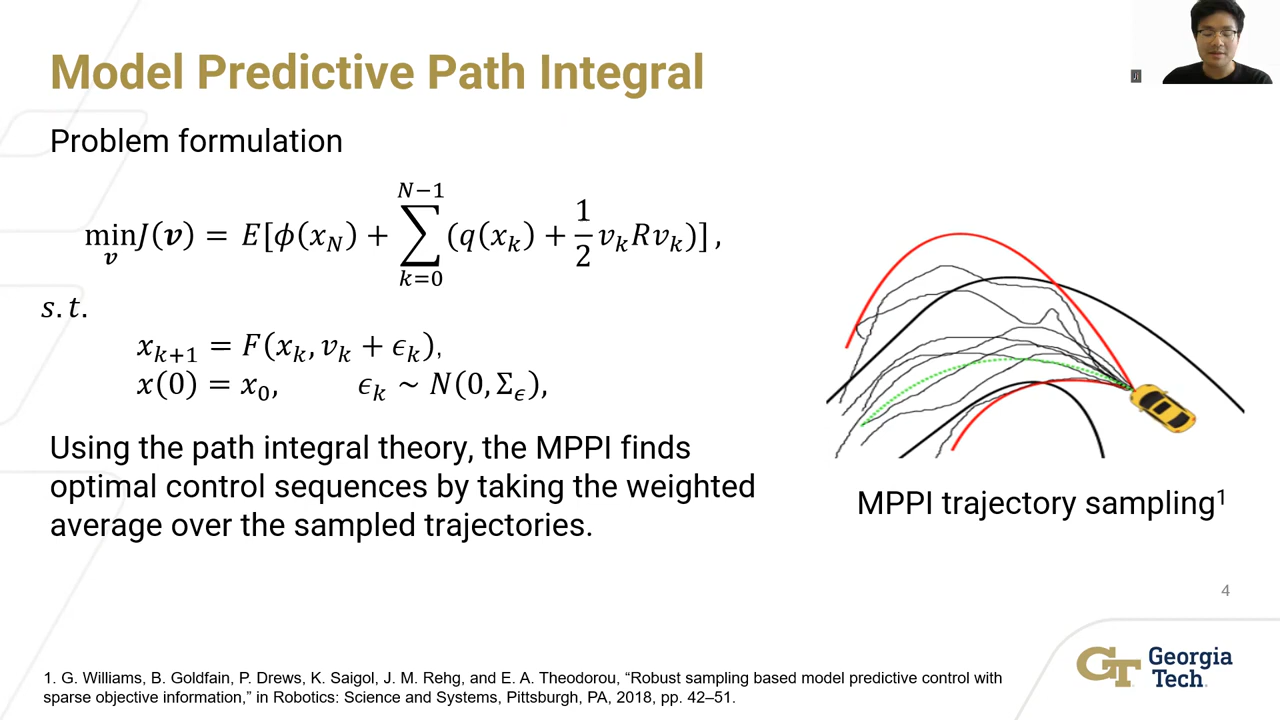 Model Predictive Path Integral
Problem formulation
min_𝒗 J(𝒗) = E[ϕ(x_N) + ∑_{k=0}^{N−1} (q(x_k) + 1/2 v_k R v_k)],
s.t.
x_{k+1} = F(x_k, v_k + ϵ_k),
x(0) = x_0, ϵ_k ~ N(0, Σ_ϵ),
Using the path integral theory, the MPPI finds
optimal control sequences by taking the weighted
average over the sampled trajectories.
MPPI trajectory sampling¹
4
1. G. Williams, B. Goldfain, P. Drews, K. Saigol, J. M. Rehg, and E. A. Theodorou, “Robust sampling based model predictive control with
sparse objective information,” in Robotics: Science and Systems, Pittsburgh, PA, 2018, pp. 42–51.
GT Georgia
Tech